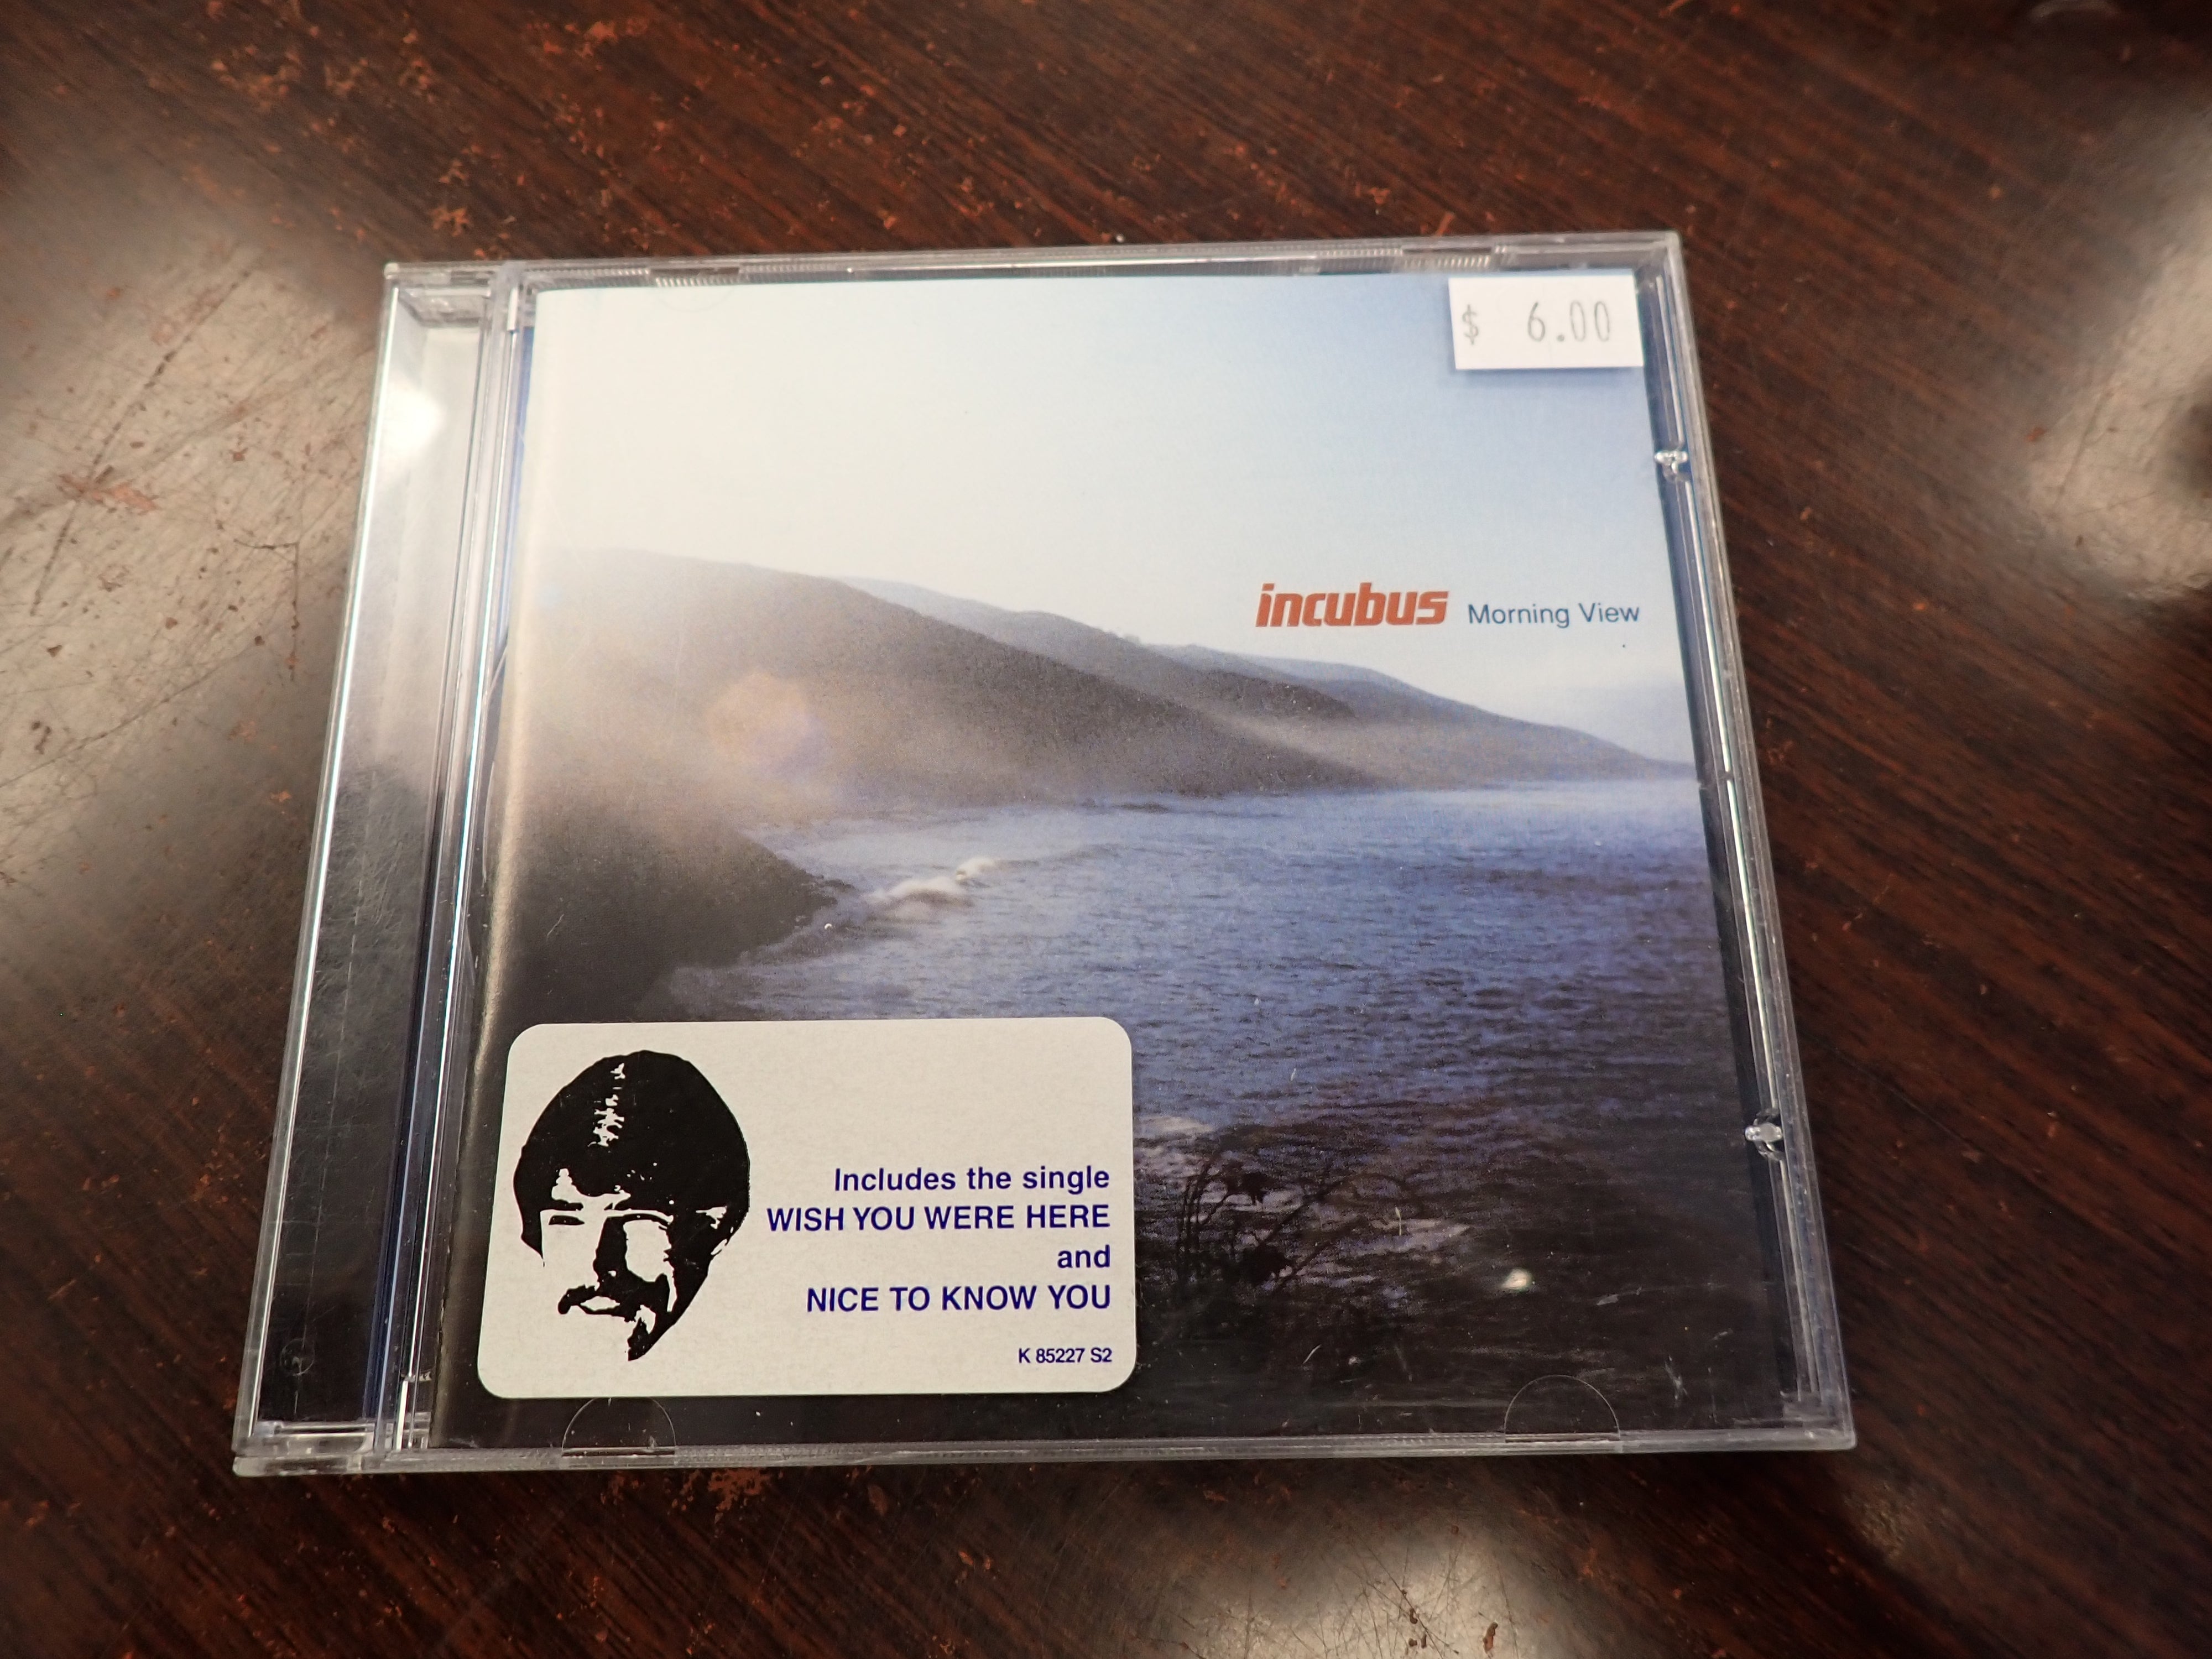 $ 6.00
incubus Morning View
Includes the single
WISH YOU WERE HERE
and
NICE TO KNOW YOU
K 85227 S2